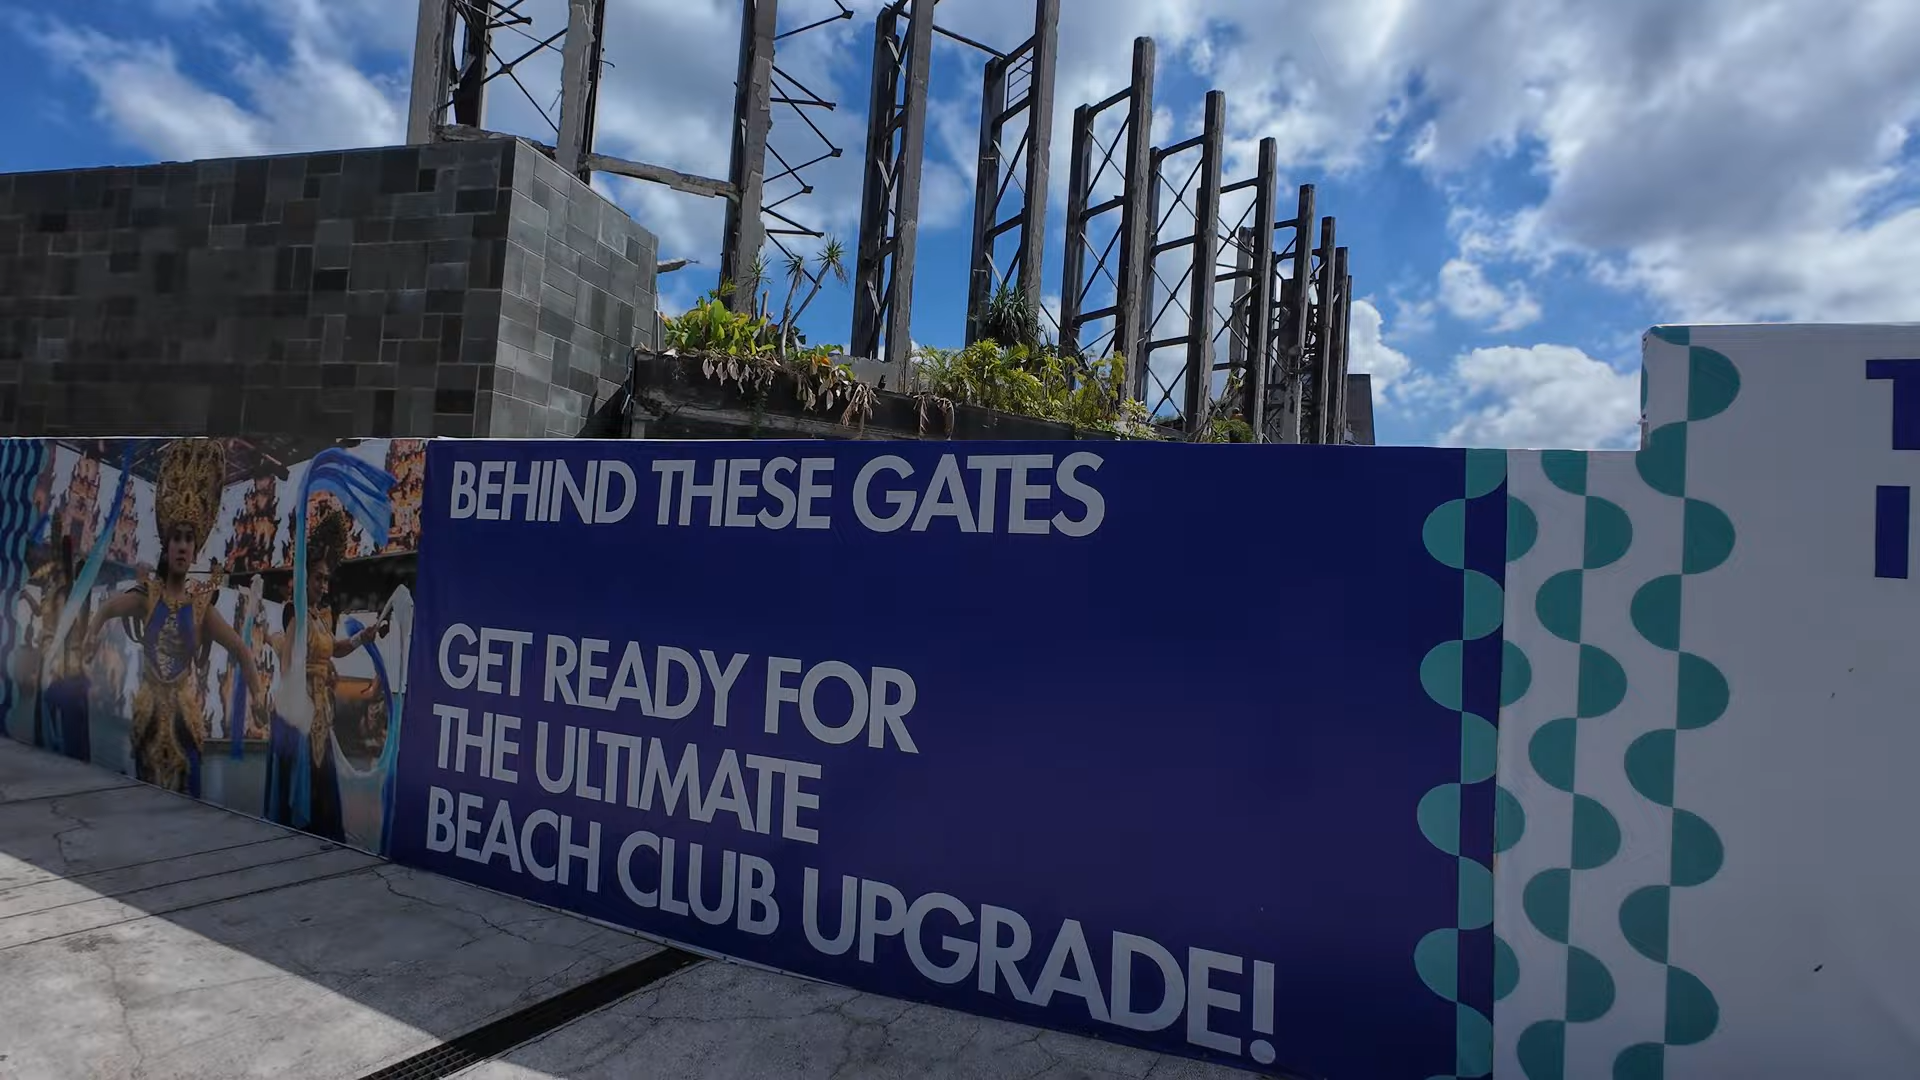 BEHIND THESE GATES
GET READY FOR
THE ULTIMATE
BEACH CLUB UPGRADE!